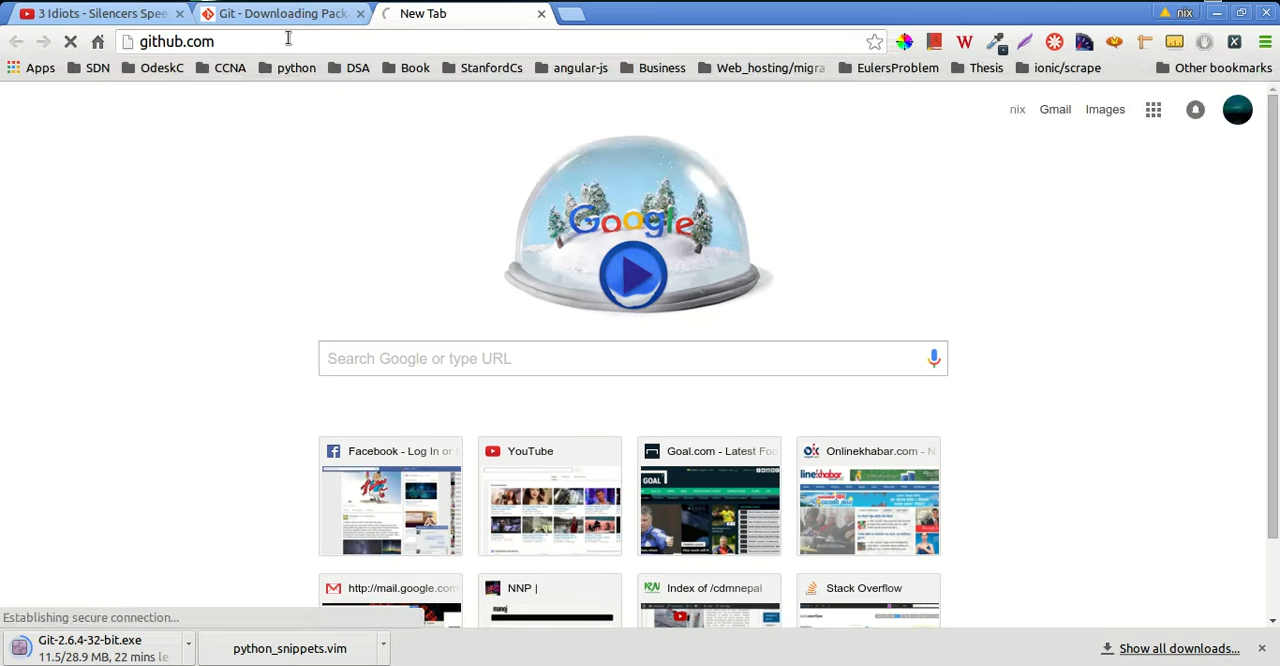 3 Idiots - Silencers Spee
Git - Downloading Pack
New Tab
nix
github.com
Apps
SDN
OdeskC
CCNA
python
DSA
Book
StanfordCs
angular-js
Business
Web_hosting/migra
EulersProblem
Thesis
ionic/scrape
Other bookmarks
nix
Gmail
Images
Google
Search Google or type URL
Facebook - Log In or
YouTube
Goal.com - Latest Foo
Onlinekhabar.com - N
GOAL
http://mail.google.com
NNP |
Index of /cdmnepal
Stack Overflow
manoj
Establishing secure connection...
Git-2.6.4-32-bit.exe
11.5/28.9 MB, 22 mins le
python_snippets.vim
Show all downloads...